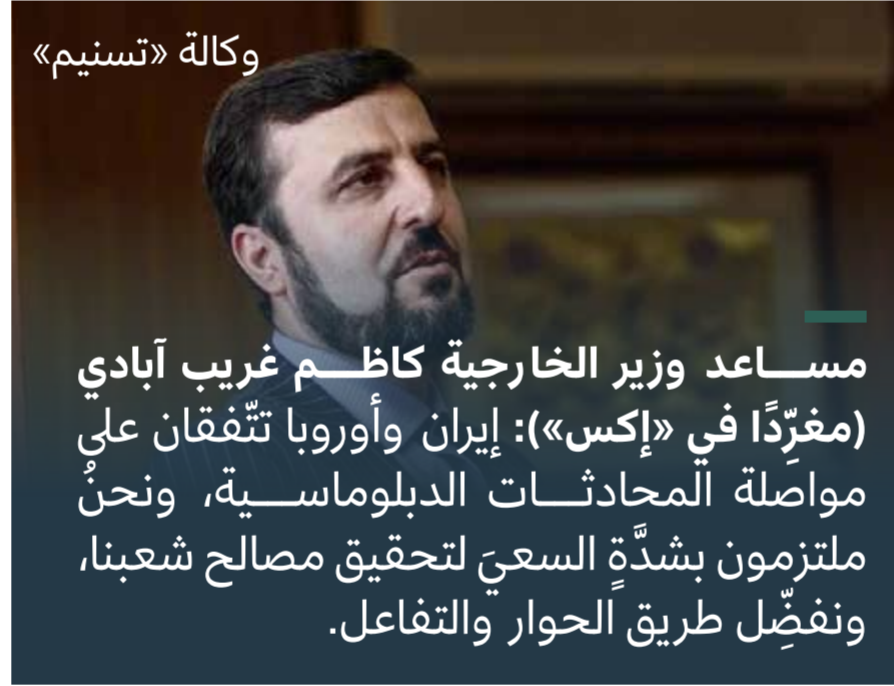 وكالة «تسنيم»
مساعد وزير الخارجية كاظم غريب آبادي
(مغرّدًا في «إكس»): إيران وأوروبا تتّفقان على
مواصلة المحادثات الدبلوماسية، ونحنُ
ملتزمون بشدَّةٍ السعيَ لتحقيق مصالح شعبنا،
ونفضِّل طريق الحوار والتفاعل.